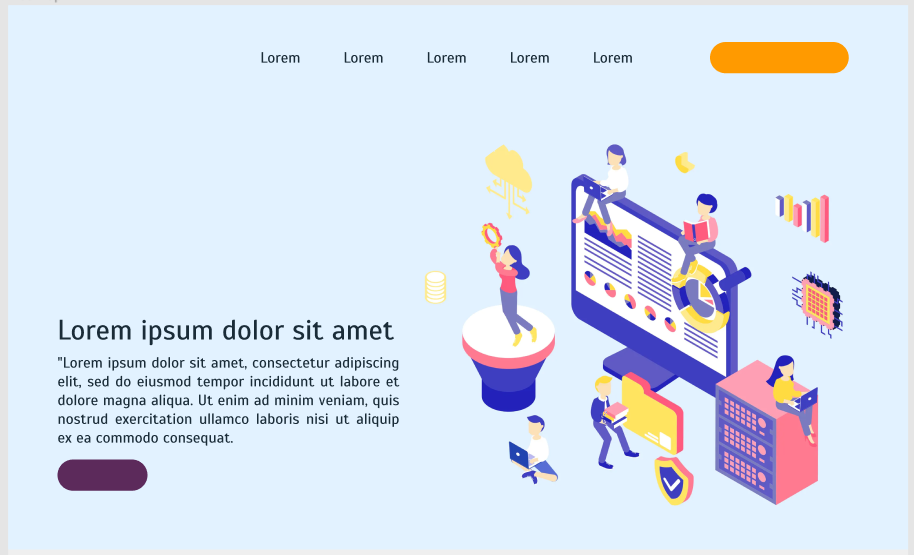 Lorem
Lorem
Lorem
Lorem
Lorem
Lorem ipsum dolor sit amet
"Lorem ipsum dolor sit amet, consectetur adipiscing
elit, sed do eiusmod tempor incididunt ut labore et
dolore magna aliqua. Ut enim ad minim veniam, quis
nostrud exercitation ullamco laboris nisi ut aliquip
ex ea commodo consequat.